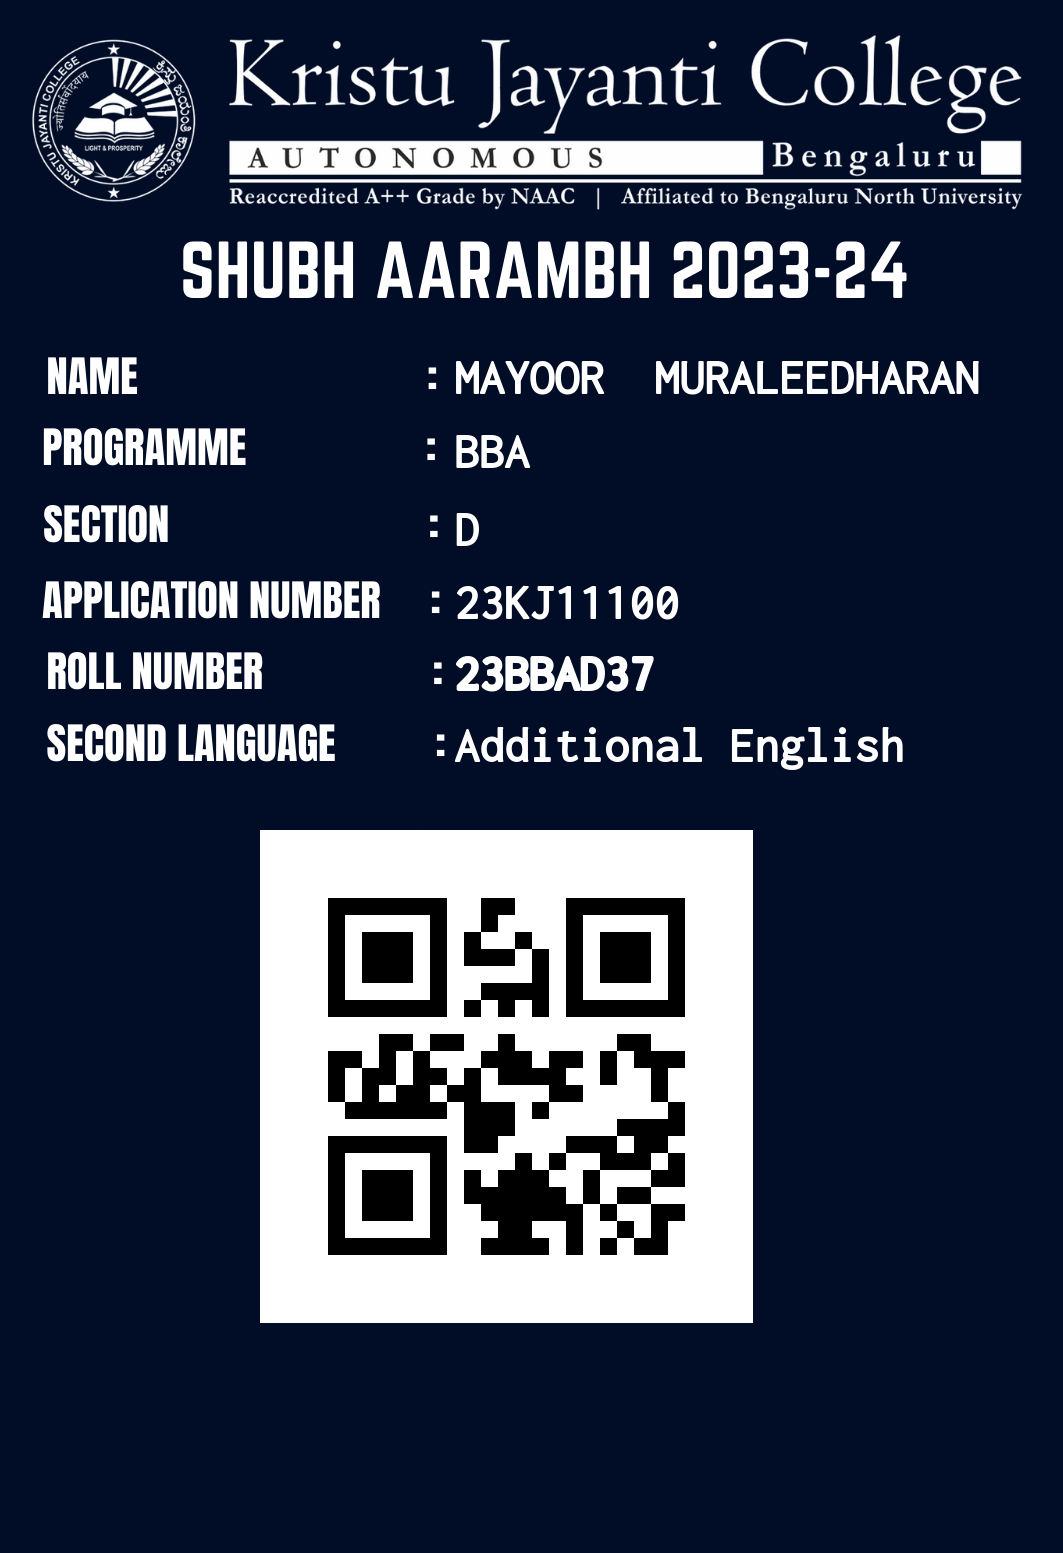 Kristu Jayanti College
AUTONOMOUS Bengaluru
Reaccredited A++ Grade by NAAC | Affiliated to Bengaluru North University
KRISTU JAYANTI COLLEGE
LIGHT & PROSPERITY
SHUBH AARAMBH 2023-24
NAME : MAYOOR MURALEEDHARAN
PROGRAMME : BBA
SECTION : D
APPLICATION NUMBER : 23KJ11100
ROLL NUMBER : 23BBAD37
SECOND LANGUAGE : Additional English